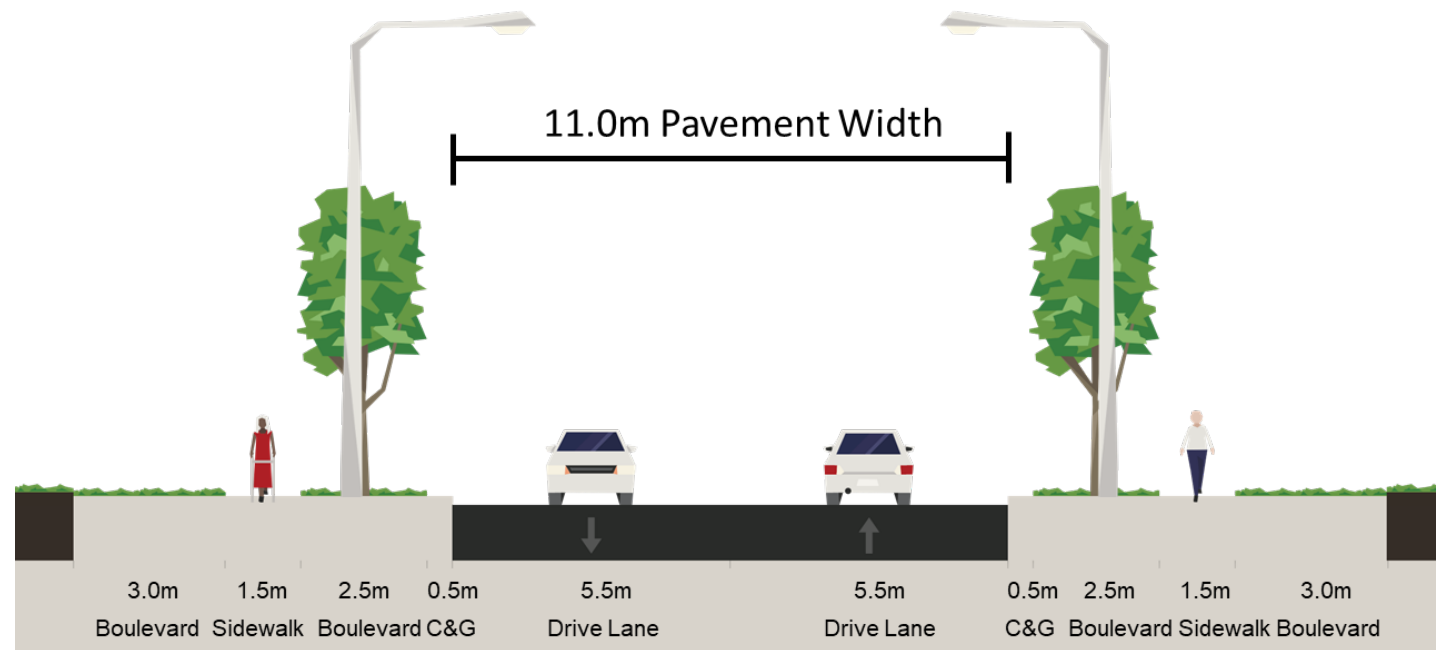 11.0m Pavement Width
3.0m 1.5m 2.5m 0.5m 5.5m 5.5m 0.5m 2.5m 1.5m 3.0m
Boulevard Sidewalk Boulevard C&G Drive Lane Drive Lane C&G Boulevard Sidewalk Boulevard